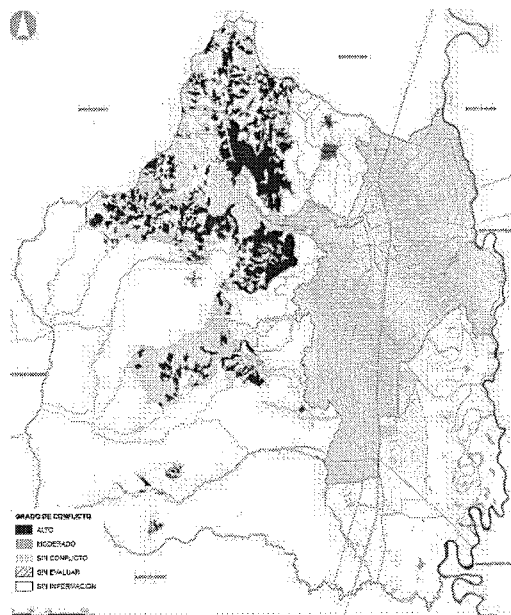 GRADO DE CONFLICTO
ALTO
MODERADO
SIN CONFLICTO
SIN EVALUAR
SIN INFORMACION